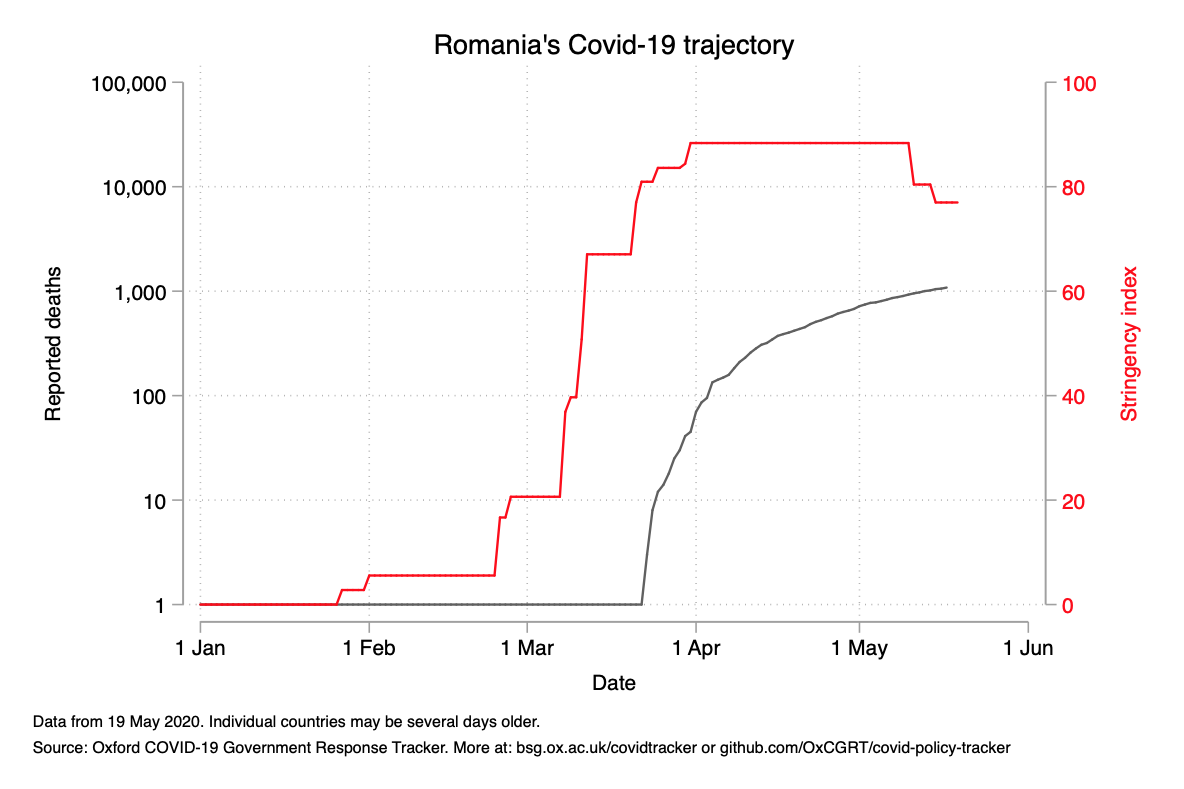 Romania's Covid-19 trajectory
100,000
10,000
1,000
100
10
1
Reported deaths
100
80
60
40
20
0
Stringency index
1 Jan 1 Feb 1 Mar 1 Apr 1 May 1 Jun
Date
Data from 19 May 2020. Individual countries may be several days older.
Source: Oxford COVID-19 Government Response Tracker. More at: bsg.ox.ac.uk/covidtracker or github.com/OxCGRT/covid-policy-tracker